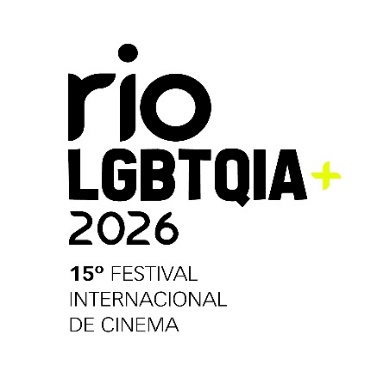 rio
LGBTQIA+
2026
15º FESTIVAL
INTERNACIONAL
DE CINEMA